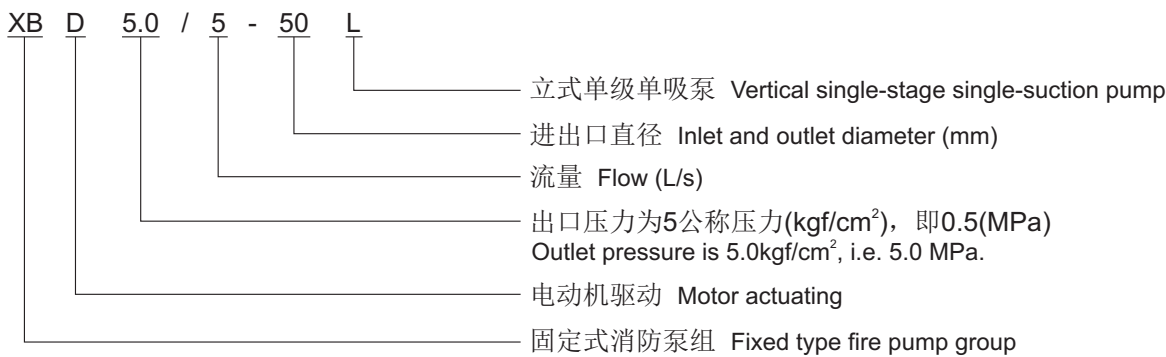 XB D 5.0 / 5 - 50 L
立式单级单吸泵 Vertical single-stage single-suction pump
进出口直径 Inlet and outlet diameter (mm)
流量 Flow (L/s)
出口压力为5公称压力(kgf/cm²)，即0.5(MPa)
Outlet pressure is 5.0kgf/cm², i.e. 5.0 MPa.
电动机驱动 Motor actuating
固定式消防泵组 Fixed type fire pump group